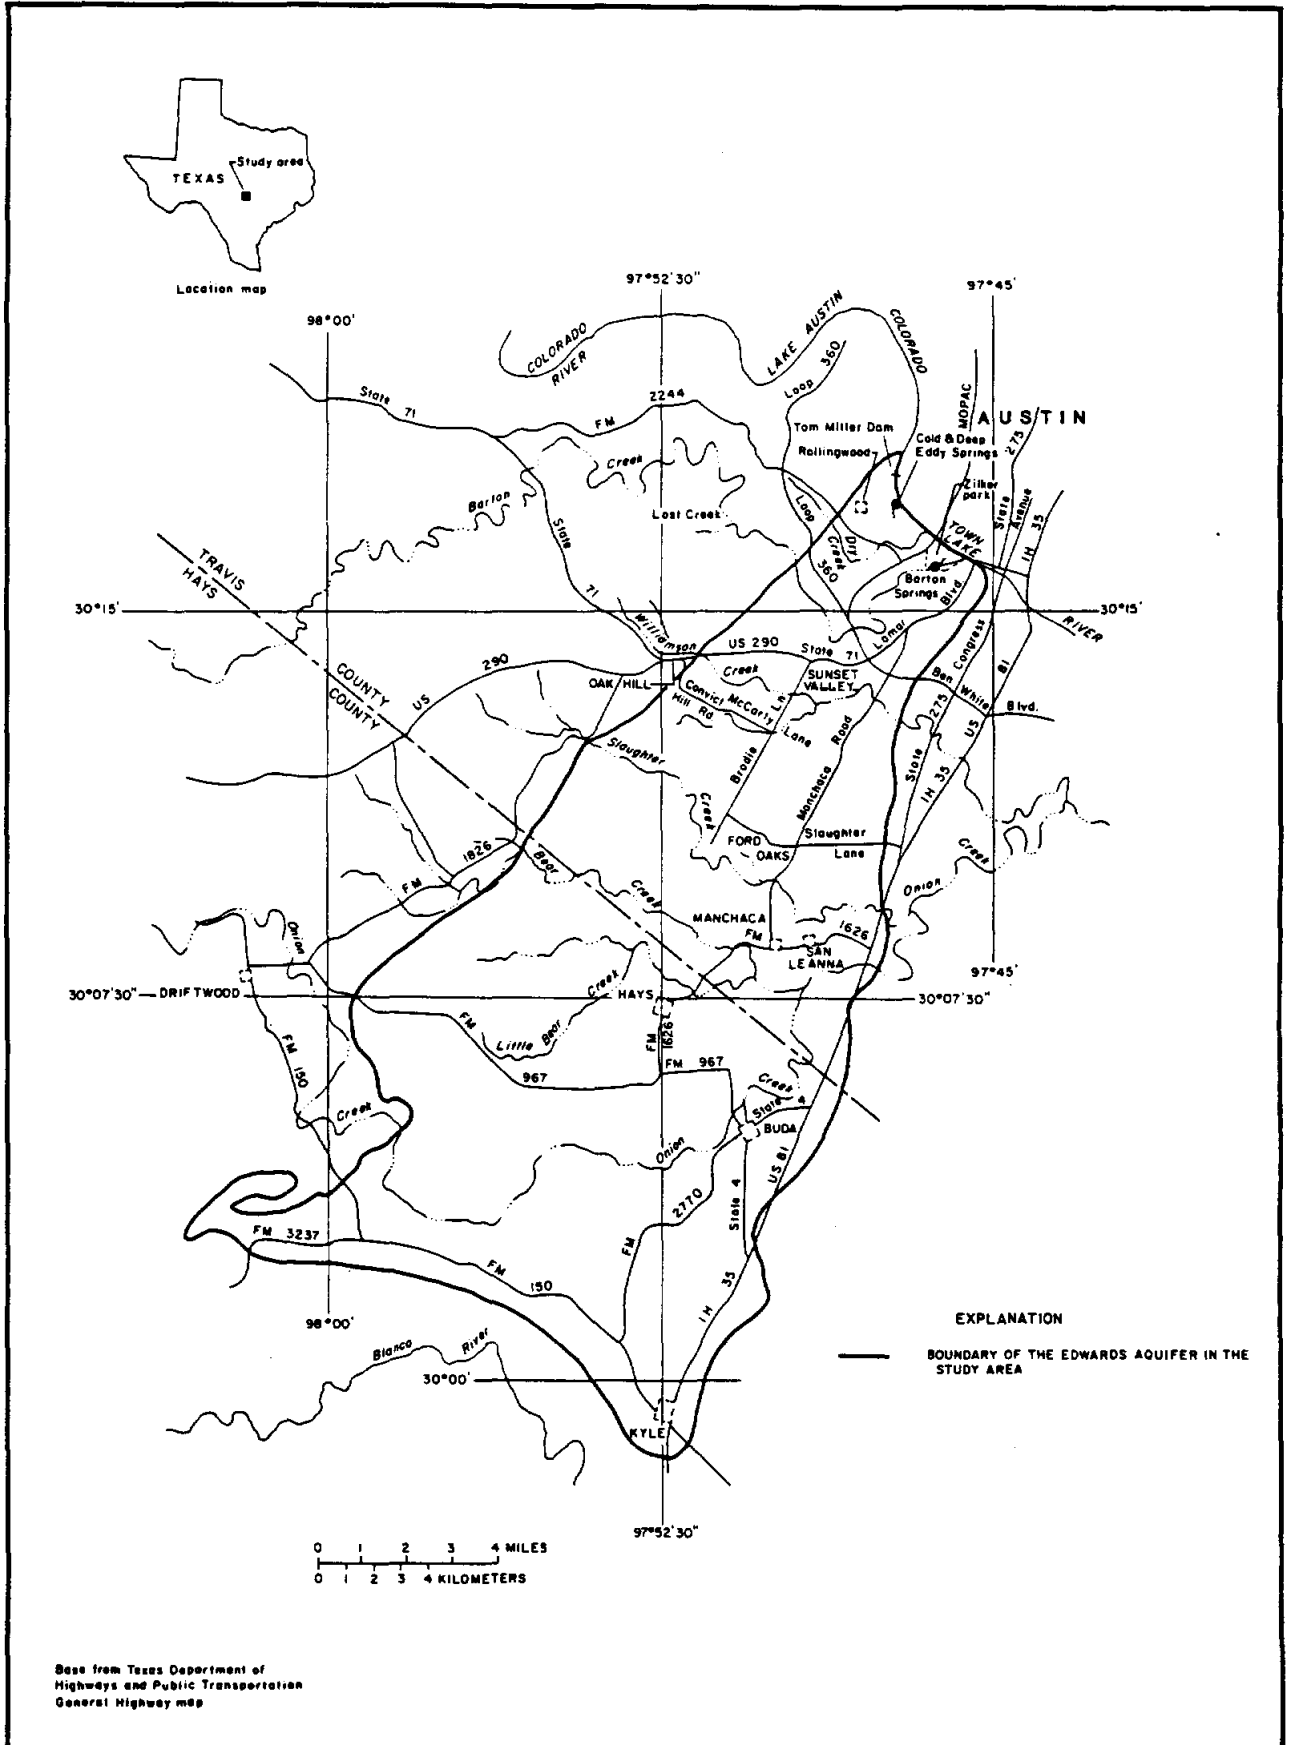 Study area
TEXAS
Location map
97°52'30"
97°45'
98°00'
COLORADO
RIVER
LAKE AUSTIN
COLORADO
Loop 360
State 71
FM 2244
MOPAC
AUSTIN
Tom Miller Dam
Cold & Deep
Eddy Springs
275
Rollingwood
Creek
Barton
Zilker
park
State
Avenue
Lost Creek
Loop
360
Dry
Creek
TOWN
LAKE
IH 35
State
71
TRAVIS
HAYS
Barton
Springs
Blvd.
30°15'
30°15'
RIVER
Williamson
US 290
State 71
Lamar
Congress
290
US
COUNTY
COUNTY
OAK HILL
Creek
SUNSET
VALLEY
Ben White
Blvd.
81
US
Convict
Hill Rd
McCarty
Lane
Brodie Ln
Manchaca Road
275
State
IH 35
Slaughter
Creek
FORD
OAKS
Slaughter
Lane
Creek
Onion
1826
FM
Bear
Creek
MANCHACA
FM
1626
SAN
LEANNA
Onion
97°45'
30°07'30"
DRIFTWOOD
HAYS
30°07'30"
Creek
Little Bear
FM
967
FM
1626
FM 967
FM 150
Creek
Creek
State 4
BUDA
Onion
US 81
State 4
2770
FM
FM 3237
FM
150
IH 35
98°00'
EXPLANATION
BOUNDARY OF THE EDWARDS AQUIFER IN THE
STUDY AREA
Blanco
River
30°00'
KYLE
97°52'30"
0 1 2 3 4 MILES
0 1 2 3 4 KILOMETERS
Base from Texas Department of
Highways and Public Transportation
General Highway map